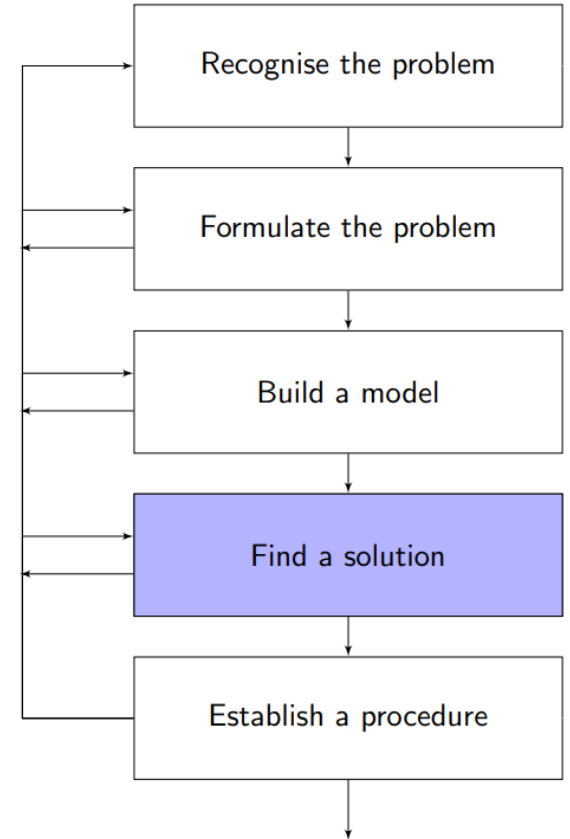 Recognise the problem
Formulate the problem
Build a model
Find a solution
Establish a procedure